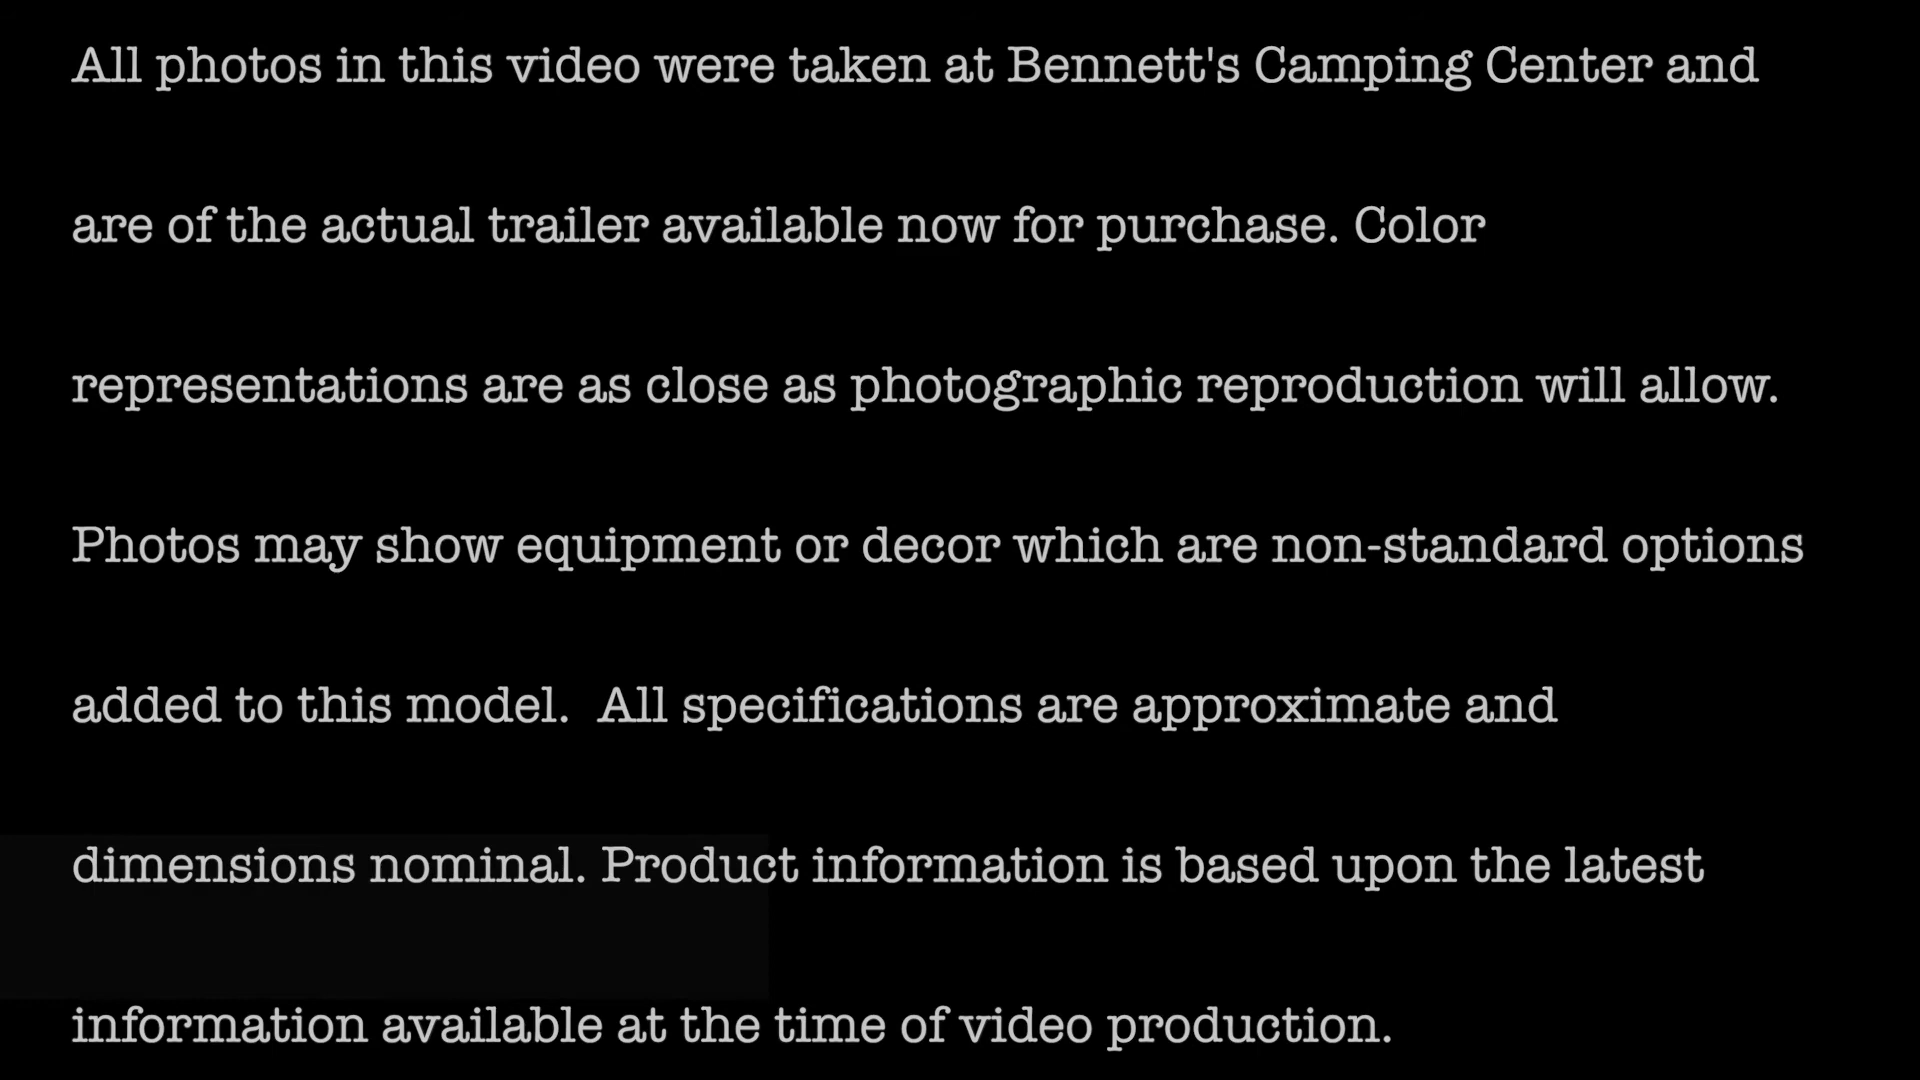 All photos in this video were taken at Bennett's Camping Center and
are of the actual trailer available now for purchase. Color
representations are as close as photographic reproduction will allow.
Photos may show equipment or decor which are non-standard options
added to this model.  All specifications are approximate and
dimensions nominal. Product information is based upon the latest
information available at the time of video production.